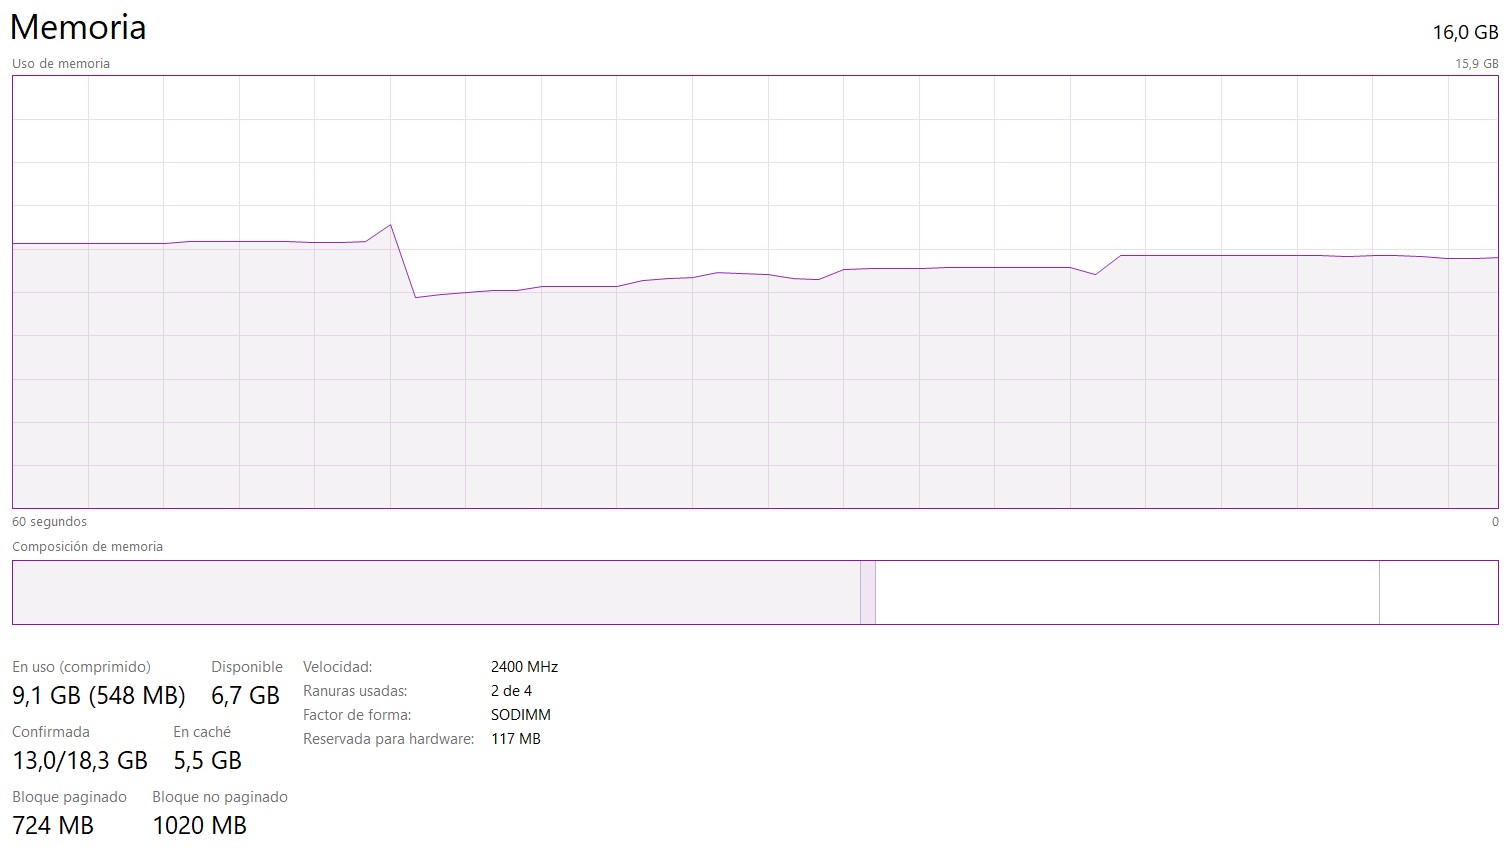 Memoria
16,0 GB
Uso de memoria
15,9 GB
60 segundos
0
Composición de memoria
En uso (comprimido)
9,1 GB (548 MB)
Disponible
6,7 GB
Confirmada
13,0/18,3 GB
En caché
5,5 GB
Bloque paginado
724 MB
Bloque no paginado
1020 MB
Velocidad: 2400 MHz
Ranuras usadas: 2 de 4
Factor de forma: SODIMM
Reservada para hardware: 117 MB